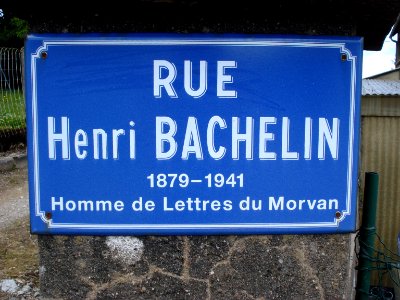 RUE
Henri BACHELIN
1879-1941
Homme de Lettres du Morvan